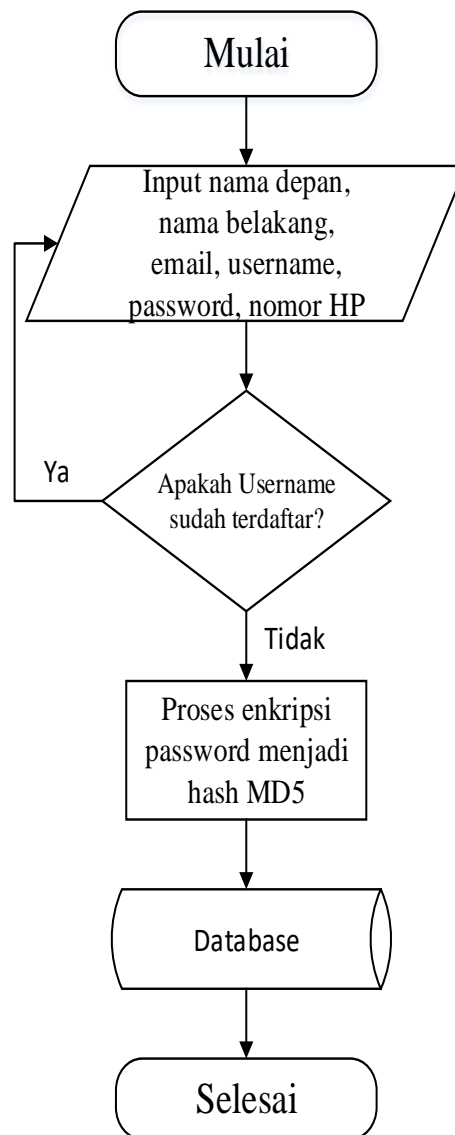 Mulai
Input nama depan,
nama belakang,
email, username,
password, nomor HP
Ya
Apakah Username
sudah terdaftar?
Tidak
Proses enkripsi
password menjadi
hash MD5
Database
Selesai